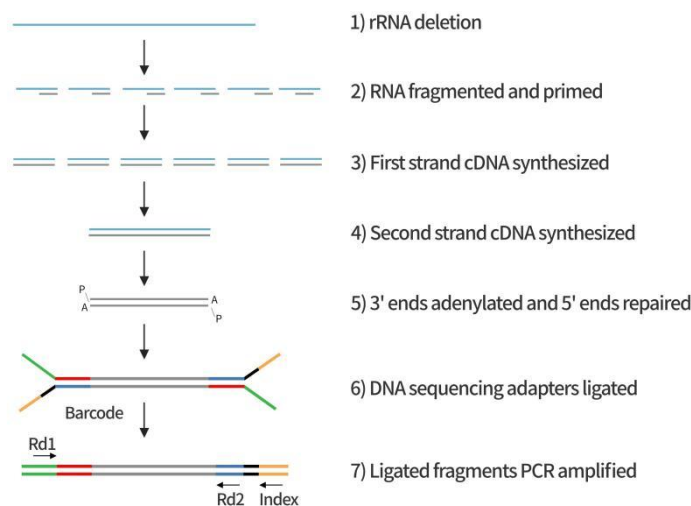 1) rRNA deletion
2) RNA fragmented and primed
3) First strand cDNA synthesized
4) Second strand cDNA synthesized
P
A
A
P
5) 3' ends adenylated and 5' ends repaired
6) DNA sequencing adapters ligated
Barcode
Rd1
7) Ligated fragments PCR amplified
Rd2
Index